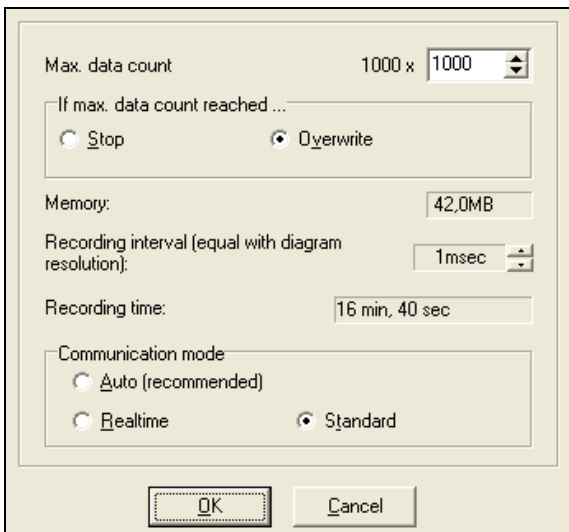 Max. data count 1000 x 1000
If max. data count reached ...
Stop Overwrite
Memory: 42,0MB
Recording interval (equal with diagram
resolution): 1msec
Recording time: 16 min, 40 sec
Communication mode
Auto (recommended)
Realtime Standard
OK Cancel